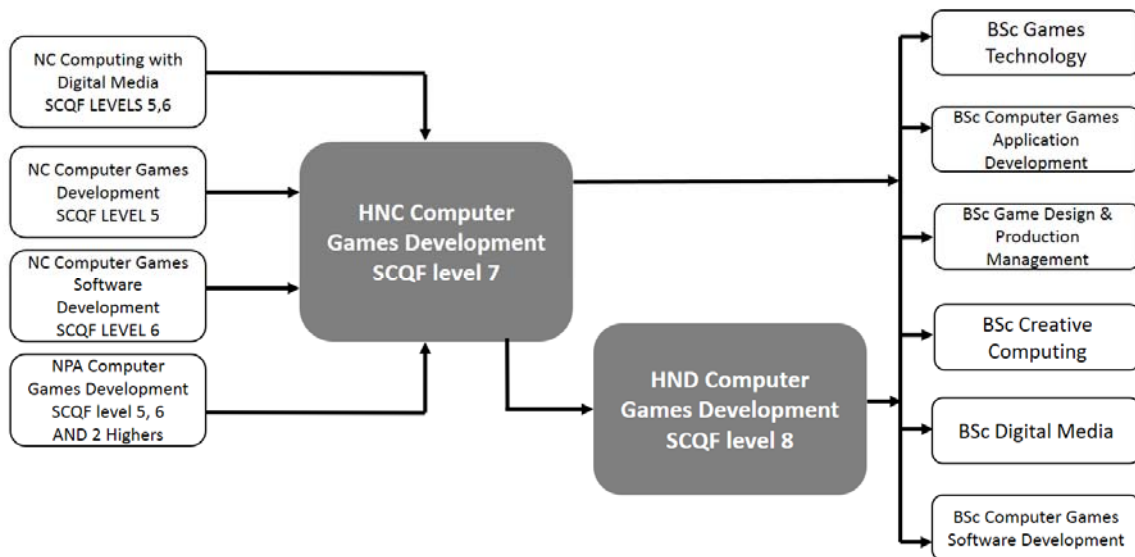 NC Computing with
Digital Media
SCQF LEVELS 5,6
NC Computer Games
Development
SCQF LEVEL 5
NC Computer Games
Software
Development
SCQF LEVEL 6
NPA Computer
Games Development
SCQF level 5, 6
AND 2 Highers
HNC Computer
Games Development
SCQF level 7
HND Computer
Games Development
SCQF level 8
BSc Games
Technology
BSc Computer Games
Application
Development
BSc Game Design &
Production
Management
BSc Creative
Computing
BSc Digital Media
BSc Computer Games
Software Development